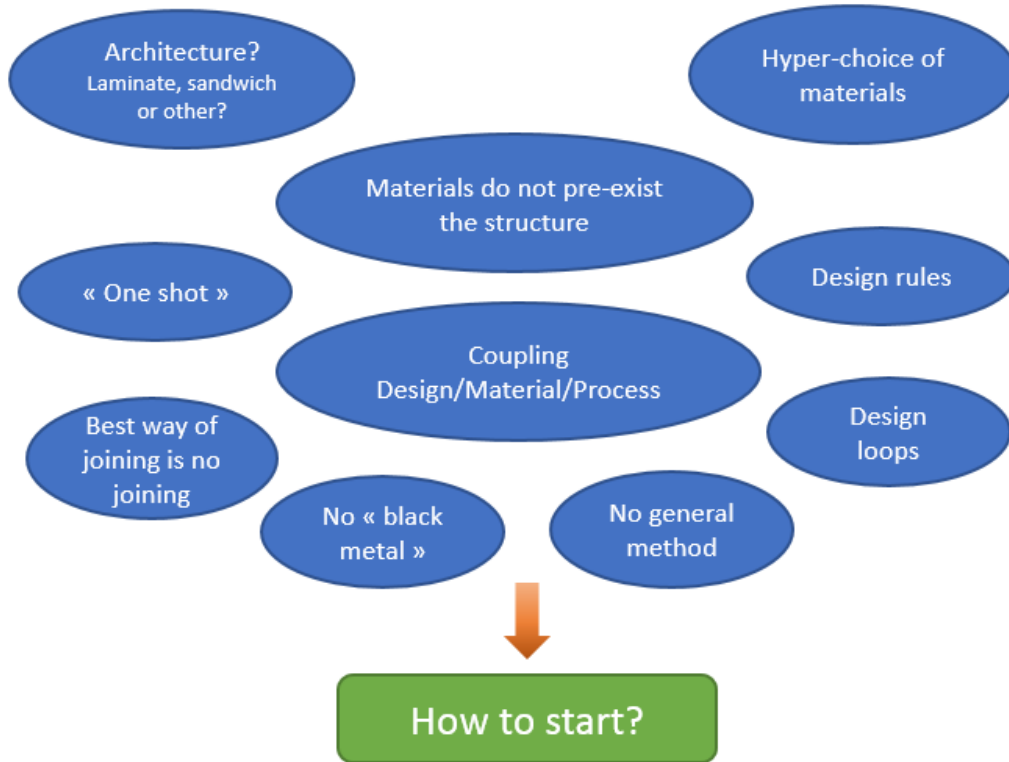 Architecture?
Laminate, sandwich
or other?
Hyper-choice of
materials
Materials do not pre-exist
the structure
« One shot »
Design rules
Coupling
Design/Material/Process
Best way of
joining is no
joining
Design
loops
No « black
metal »
No general
method
How to start?